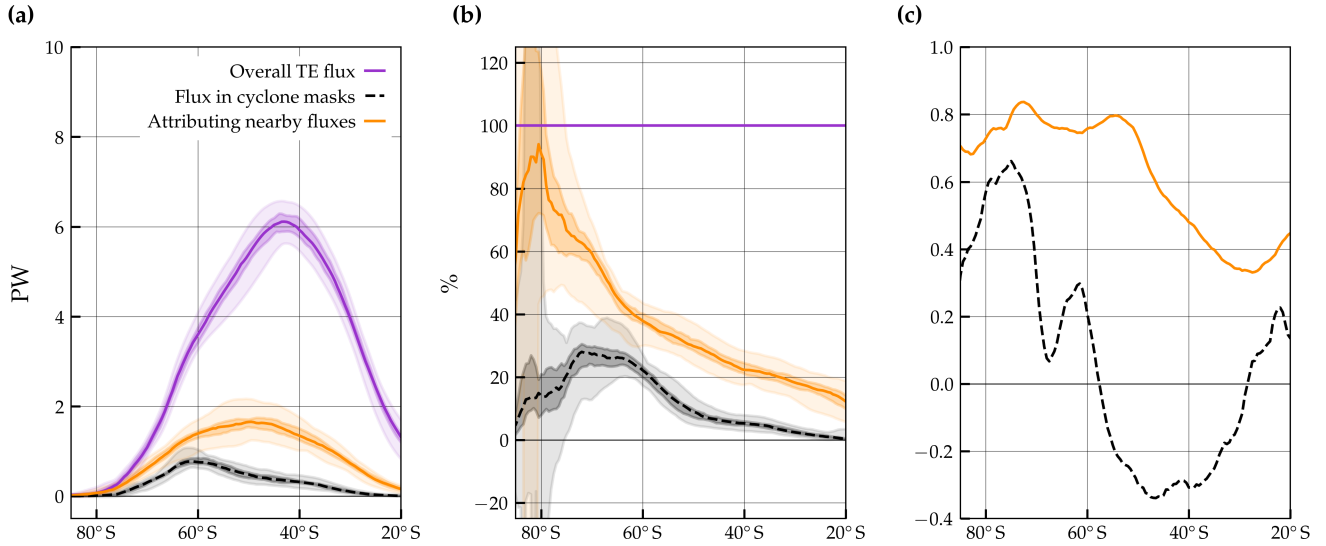 (a)
PW
10
8
6
4
2
0
Overall TE flux
Flux in cyclone masks
Attributing nearby fluxes
80°S 60°S 40°S 20°S
(b)
%
120
100
80
60
40
20
0
−20
80°S 60°S 40°S 20°S
(c)
1.0
0.8
0.6
0.4
0.2
0.0
−0.2
−0.4
80°S 60°S 40°S 20°S